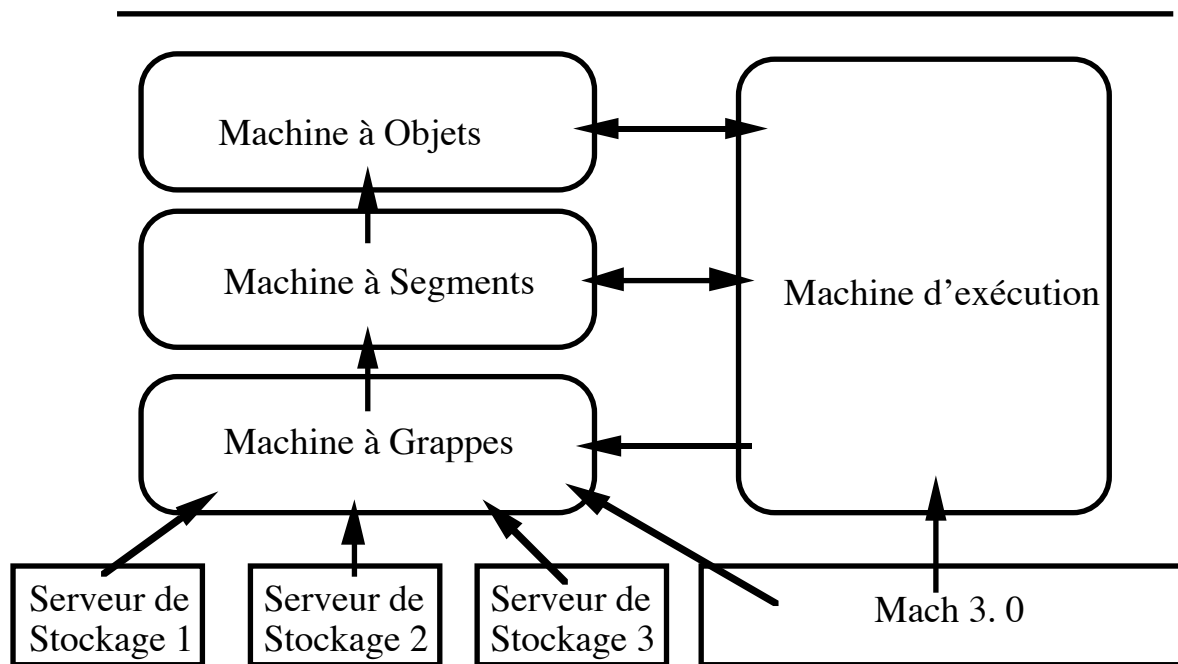 Machine à Objets
Machine à Segments
Machine d’exécution
Machine à Grappes
Serveur de
Stockage 1
Serveur de
Stockage 2
Serveur de
Stockage 3
Mach 3. 0